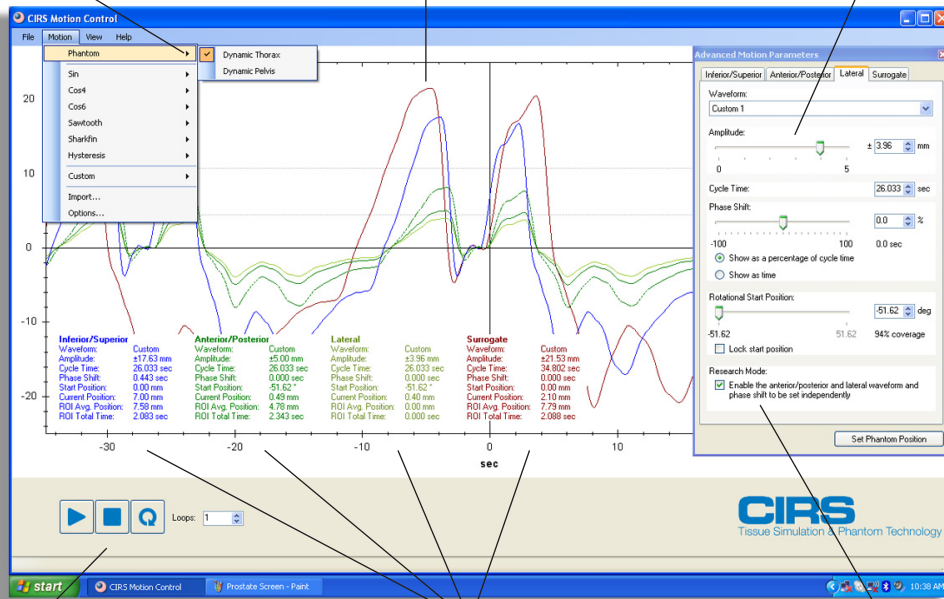 CIRS Motion Control
File Motion View Help
Phantom
Dynamic Thorax
Dynamic Pelvis
Sin
Cos4
Cos6
Sawtooth
Sharkfin
Hysteresis
Custom
Import...
Options...
20
10
0
-10
-20
Inferior/Superior
Waveform: Custom
Amplitude: ±17.63 mm
Cycle Time: 26.033 sec
Phase Shift: 0.443 sec
Start Position: 0.00 mm
Current Position: 7.00 mm
ROI Avg. Position: 7.58 mm
ROI Total Time: 2.083 sec
Anterior/Posterior
Waveform: Custom
Amplitude: ±5.00 mm
Cycle Time: 26.033 sec
Phase Shift: 0.000 sec
Start Position: -51.62 °
Current Position: 0.49 mm
ROI Avg. Position: 4.78 mm
ROI Total Time: 2.343 sec
Lateral
Waveform: Custom
Amplitude: ±3.96 mm
Cycle Time: 26.033 sec
Phase Shift: 0.000 sec
Start Position: -51.62 °
Current Position: 0.40 mm
ROI Avg. Position: 0.00 mm
ROI Total Time: 0.000 sec
Surrogate
Waveform: Custom
Amplitude: ±21.53 mm
Cycle Time: 34.802 sec
Phase Shift: 0.000 sec
Start Position: 0.00 mm
Current Position: 2.10 mm
ROI Avg. Position: 7.79 mm
ROI Total Time: 2.088 sec
-30 -20 -10 0 10
sec
Advanced Motion Parameters
Inferior/Superior Anterior/Posterior Lateral Surrogate
Waveform:
Custom 1
Amplitude:
± 3.96 mm
0 5
Cycle Time: 26.033 sec
Phase Shift:
0.0 %
-100 100 0.0 sec
Show as a percentage of cycle time
Show as time
Rotational Start Position:
-51.62 deg
-51.62 51.62 94% coverage
Lock start position
Research Mode:
Enable the anterior/posterior and lateral waveform and
phase shift to be set independently
Set Phantom Position
Loops: 1
CIRS
Tissue Simulation & Phantom Technology
start CIRS Motion Control Prostate Screen - Paint 10:38 AM